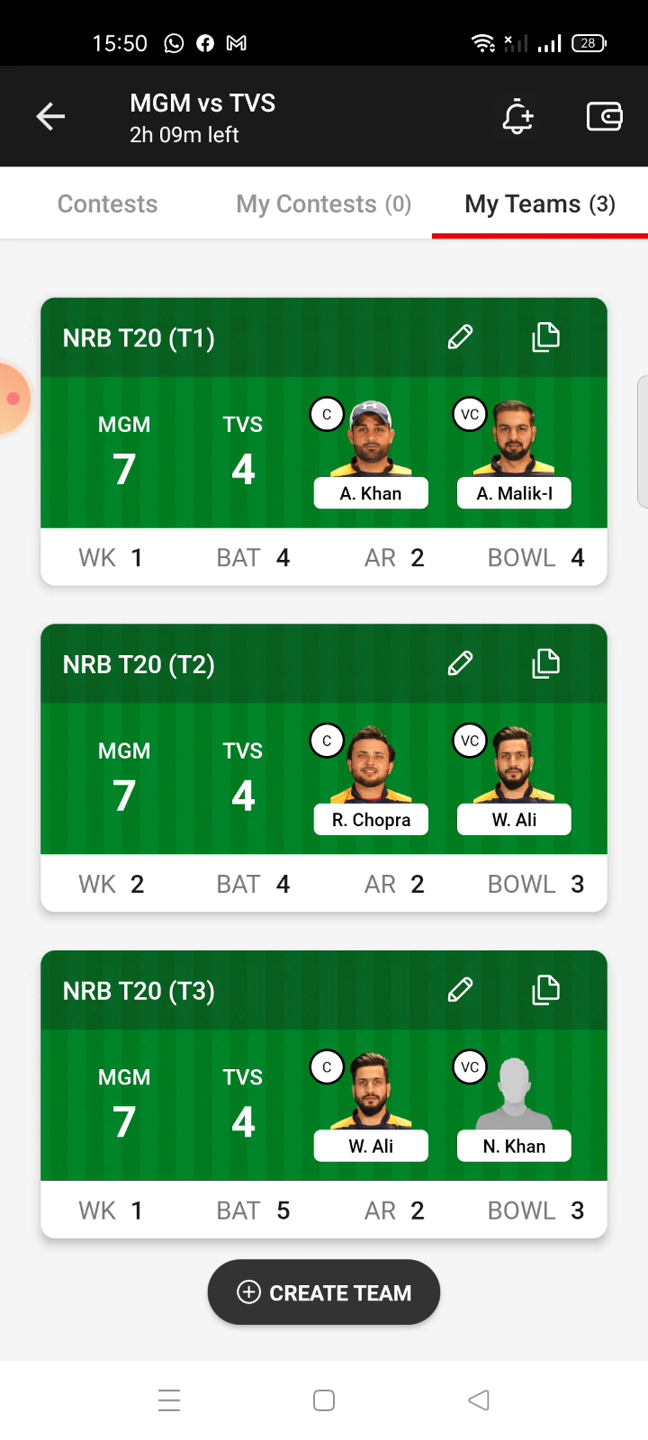 15:50
28
MGM vs TVS
2h 09m left
Contests
My Contests (0)
My Teams (3)
NRB T20 (T1)
MGM TVS
7 4
C VC
A. Khan A. Malik-I
WK 1 BAT 4 AR 2 BOWL 4
NRB T20 (T2)
MGM TVS
7 4
C VC
R. Chopra W. Ali
WK 2 BAT 4 AR 2 BOWL 3
NRB T20 (T3)
MGM TVS
7 4
C VC
W. Ali N. Khan
WK 1 BAT 5 AR 2 BOWL 3
CREATE TEAM